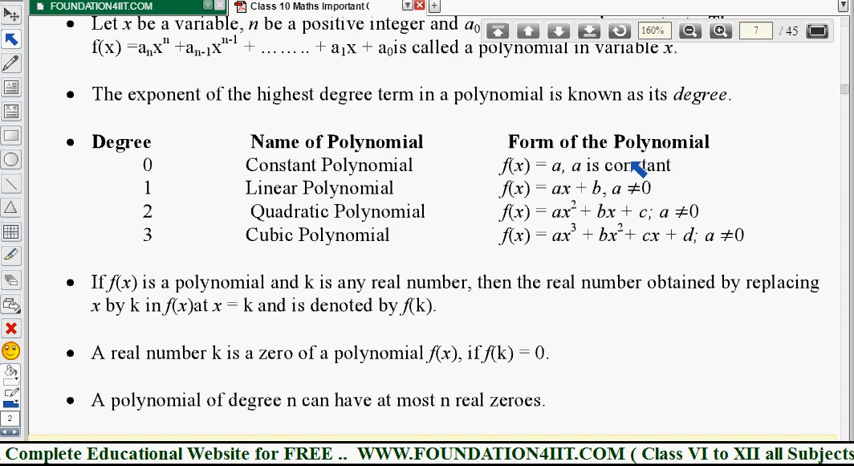 FOUNDATION4IIT.COM
Class 10 Maths Important
160%
7 / 45
• Let x be a variable, n be a positive integer and a₀
f(x) =aₙxⁿ +aₙ₋₁xⁿ⁻¹ + ……. . + a₁x + a₀is called a polynomial in variable x.
• The exponent of the highest degree term in a polynomial is known as its degree.
• Degree Name of Polynomial Form of the Polynomial
0 Constant Polynomial f(x) = a, a is constant
1 Linear Polynomial f(x) = ax + b, a ≠0
2 Quadratic Polynomial f(x) = ax² + bx + c; a ≠0
3 Cubic Polynomial f(x) = ax³ + bx²+ cx + d; a ≠0
• If f(x) is a polynomial and k is any real number, then the real number obtained by replacing
x by k in f(x)at x = k and is denoted by f(k).
• A real number k is a zero of a polynomial f(x), if f(k) = 0.
• A polynomial of degree n can have at most n real zeroes.
2
Complete Educational Website for FREE .. WWW.FOUNDATION4IIT.COM ( Class VI to XII all Subjects